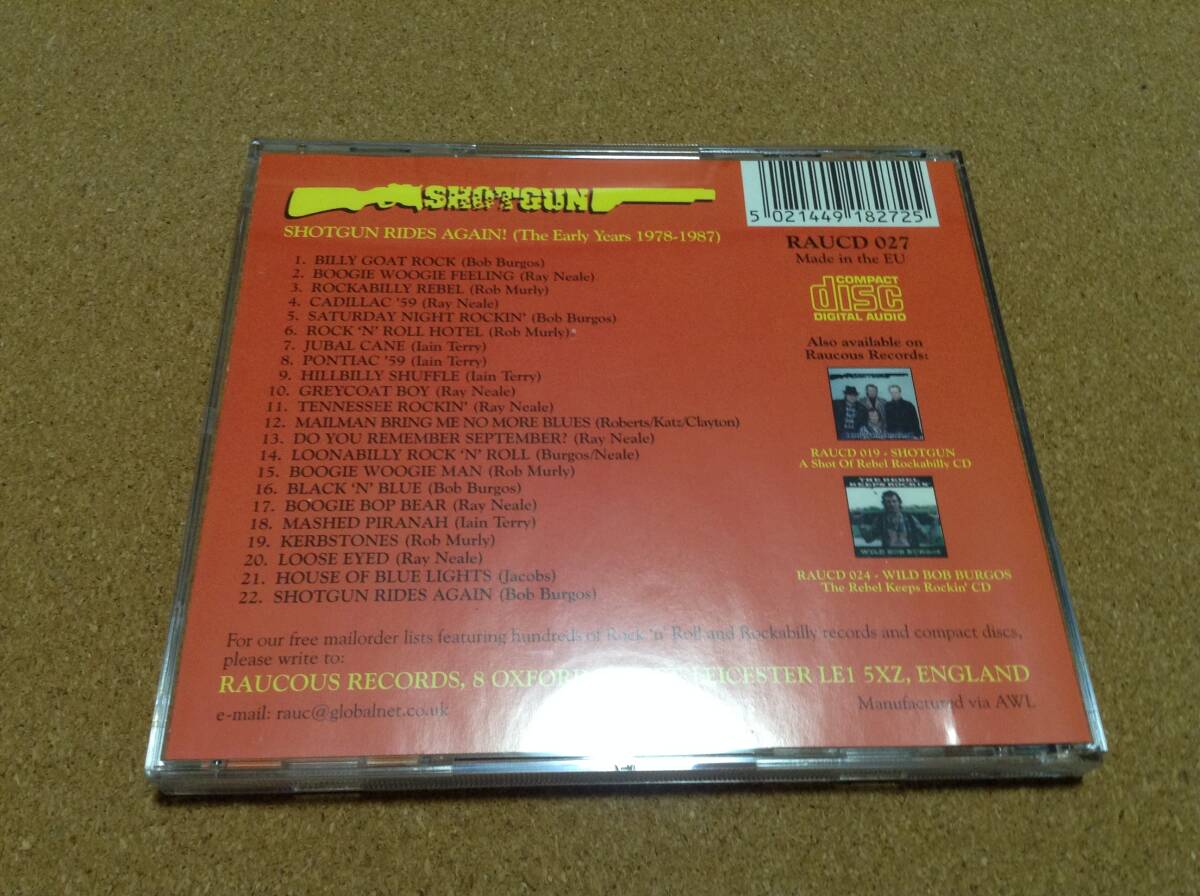 SHOTGUN
SHOTGUN RIDES AGAIN! (The Early Years 1978-1987)
1. BILLY GOAT ROCK (Bob Burgos)
2. BOOGIE WOOGIE FEELING (Ray Neale)
3. ROCKABILLY REBEL (Rob Murly)
4. CADILLAC '59 (Ray Neale)
5. SATURDAY NIGHT ROCKIN' (Bob Burgos)
6. ROCK 'N' ROLL HOTEL (Rob Murly)
7. JUBAL CANE (Iain Terry)
8. PONTIAC '59 (Iain Terry)
9. HILLBILLY SHUFFLE (Iain Terry)
10. GREYCOAT BOY (Ray Neale)
11. TENNESSEE ROCKIN' (Ray Neale)
12. MAILMAN BRING ME NO MORE BLUES (Roberts/Katz/Clayton)
13. DO YOU REMEMBER SEPTEMBER? (Ray Neale)
14. LOONABILLY ROCK 'N' ROLL (Burgos/Neale)
15. BOOGIE WOOGIE MAN (Rob Murly)
16. BLACK 'N' BLUE (Bob Burgos)
17. BOOGIE BOP BEAR (Ray Neale)
18. MASHED PIRANAH (Iain Terry)
19. KERBSTONES (Rob Murly)
20. LOOSE EYED (Ray Neale)
21. HOUSE OF BLUE LIGHTS (Jacobs)
22. SHOTGUN RIDES AGAIN (Bob Burgos)
5 021449 182725
RAUCD 027
Made in the EU
COMPACT
disc
DIGITAL AUDIO
Also available on
Raucous Records:
RAUCD 019 - SHOTGUN
A Shot Of Rebel Rockabilly CD
THE REBEL
KEEPS ROCKIN'
WILD BOB BURGOS
RAUCD 024 - WILD BOB BURGOS
The Rebel Keeps Rockin' CD
For our free mailorder lists featuring hundreds of Rock 'n' Roll and Rockabilly records and compact discs,
please write to:
RAUCOUS RECORDS, 8 LEICESTER LE1 5XZ, ENGLAND
e-mail: rauc@globalnet.co.uk
Manufactured via AWL